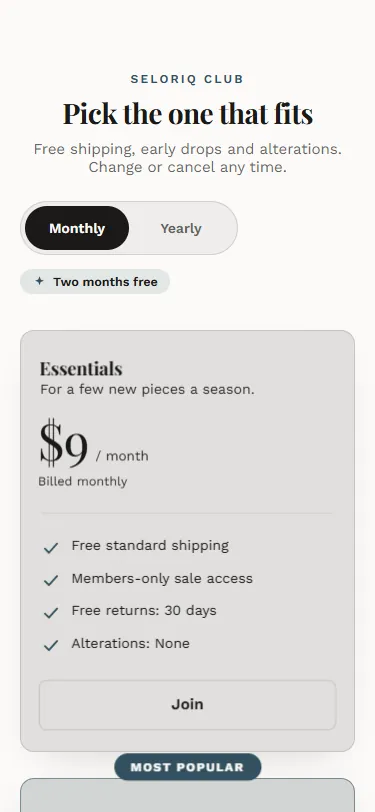 SELORIQ CLUB
Pick the one that fits
Free shipping, early drops and alterations.
Change or cancel any time.
Monthly
Yearly
Two months free
Essentials
For a few new pieces a season.
$9 / month
Billed monthly
Free standard shipping
Members-only sale access
Free returns: 30 days
Alterations: None
Join
MOST POPULAR